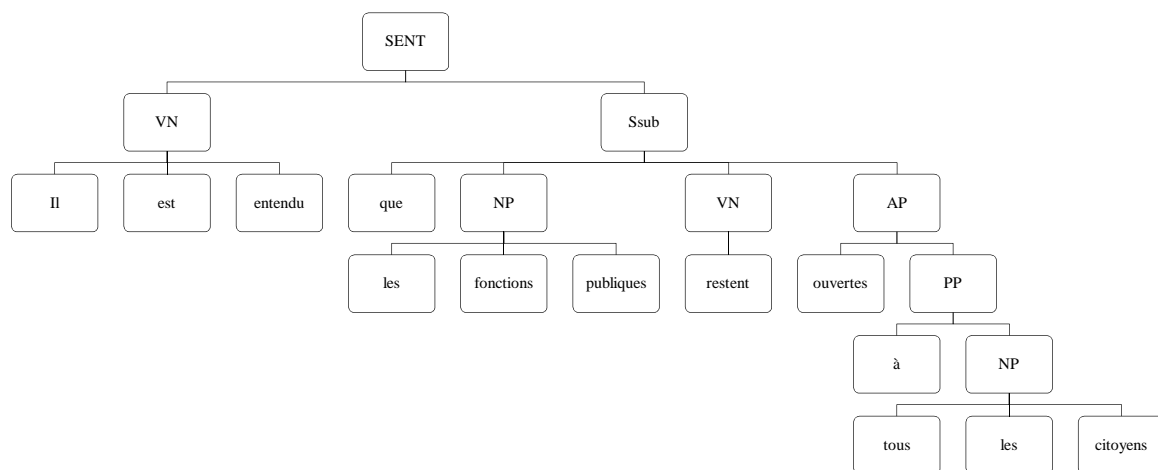 SENT
VN Ssub
Il est entendu que NP VN AP
les fonctions publiques restent ouvertes PP
à NP
tous les citoyens